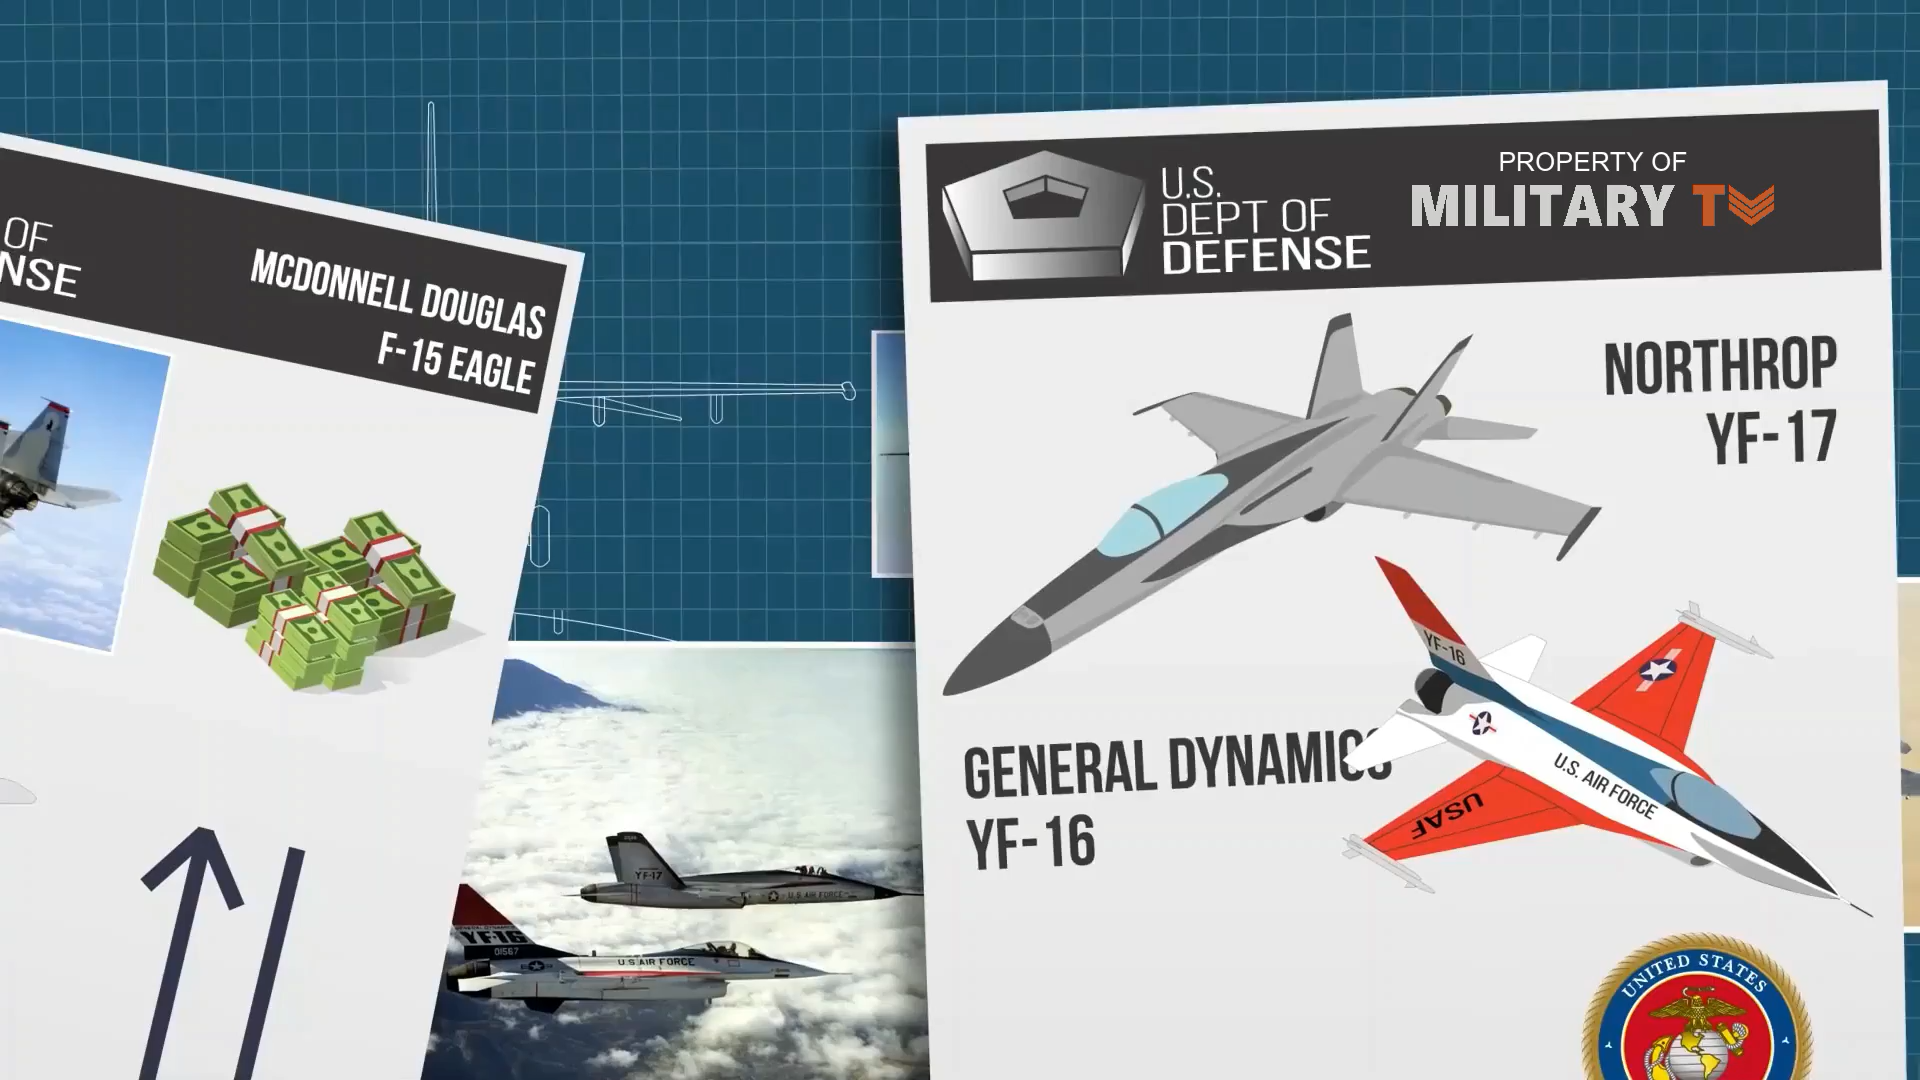 OF
NSE
MCDONNELL DOUGLAS
F-15 EAGLE
U.S.
DEPT OF
DEFENSE
PROPERTY OF
MILITARY TV
NORTHROP
YF-17
YF-16
U.S. AIR FORCE
USAF
GENERAL DYNAMICS
YF-16
YF-17
U.S. AIR FORCE
YF-16
01567
U.S. AIR FORCE
UNITED STATES